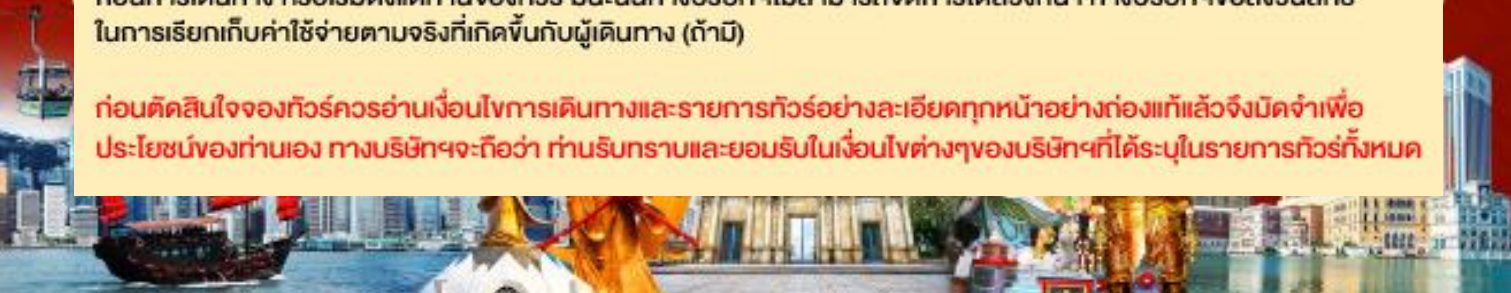 ในการเรียกเก็บค่าใช้จ่ายตามจริงที่เกิดขึ้นกับผู้เดินทาง (ถ้ามี)
ก่อนตัดสินใจจองทัวร์ควรอ่านเงื่อนไขการเดินทางและรายการทัวร์อย่างละเอียดทุกหน้าอย่างถ่องแท้แล้วจึงมัดจำเพื่อ
ประโยชน์ของท่านเอง ทางบริษัทฯจะถือว่า ท่านรับทราบและยอมรับในเงื่อนไขต่างๆของบริษัทฯที่ได้ระบุในรายการทัวร์ทั้งหมด